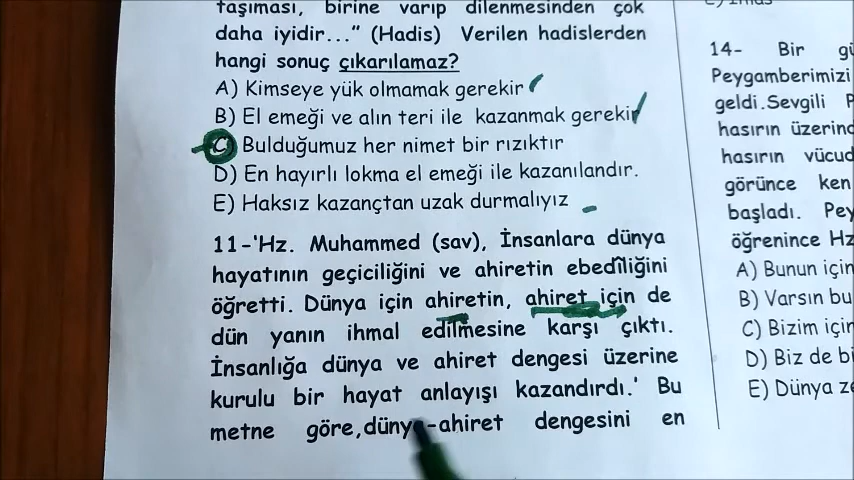 taşıması, birine varıp dilenmesinden çok
daha iyidir...” (Hadis) Verilen hadislerden
hangi sonuç çıkarılamaz?
A) Kimseye yük olmamak gerekir
B) El emeği ve alın teri ile kazanmak gerekir
C) Bulduğumuz her nimet bir rızıktır
D) En hayırlı lokma el emeği ile kazanılandır.
E) Haksız kazançtan uzak durmalıyız
11-'Hz. Muhammed (sav), İnsanlara dünya
hayatının geçiciliğini ve ahiretin ebedîliğini
öğretti. Dünya için ahiretin, ahiret için de
dün yanın ihmal edilmesine karşı çıktı.
İnsanlığa dünya ve ahiret dengesi üzerine
kurulu bir hayat anlayışı kazandırdı.' Bu
metne göre,dünya-ahiret dengesini en
14- Bir
Peygamberimizi
geldi.Sevgili
hasırın üzerinde
hasırın vücud
görünce ken
başladı. Pey
öğrenince Hz
A) Bunun için
B) Varsın bu
C) Bizim için
D) Biz de bi
E) Dünya ze